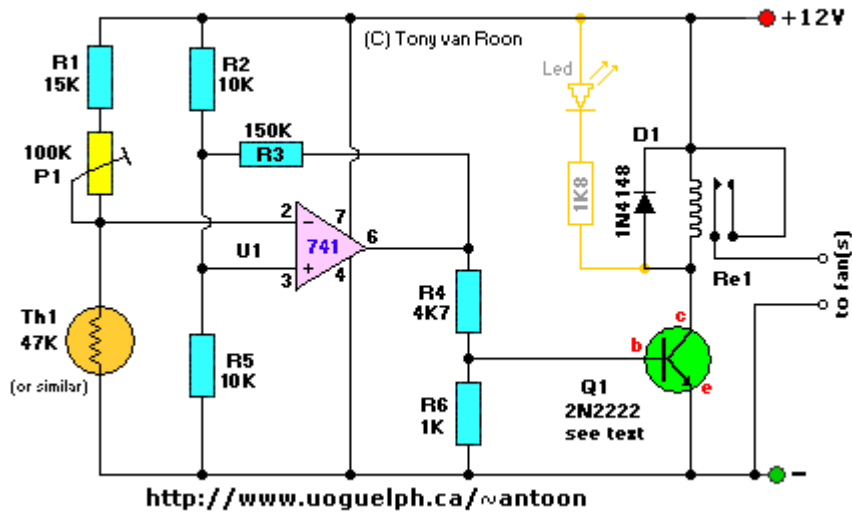 (C) Tony van Roon
+12V
R1
15K
R2
10K
Led
150K
R3
D1
100K
P1
1K8
1N4148
2
-
7
U1
741
6
3
+
4
Re1
to fan(s)
Th1
47K
(or similar)
R4
4K7
c
b
e
R5
10K
R6
1K
Q1
2N2222
see text
-
http://www.uoguelph.ca/~antoon